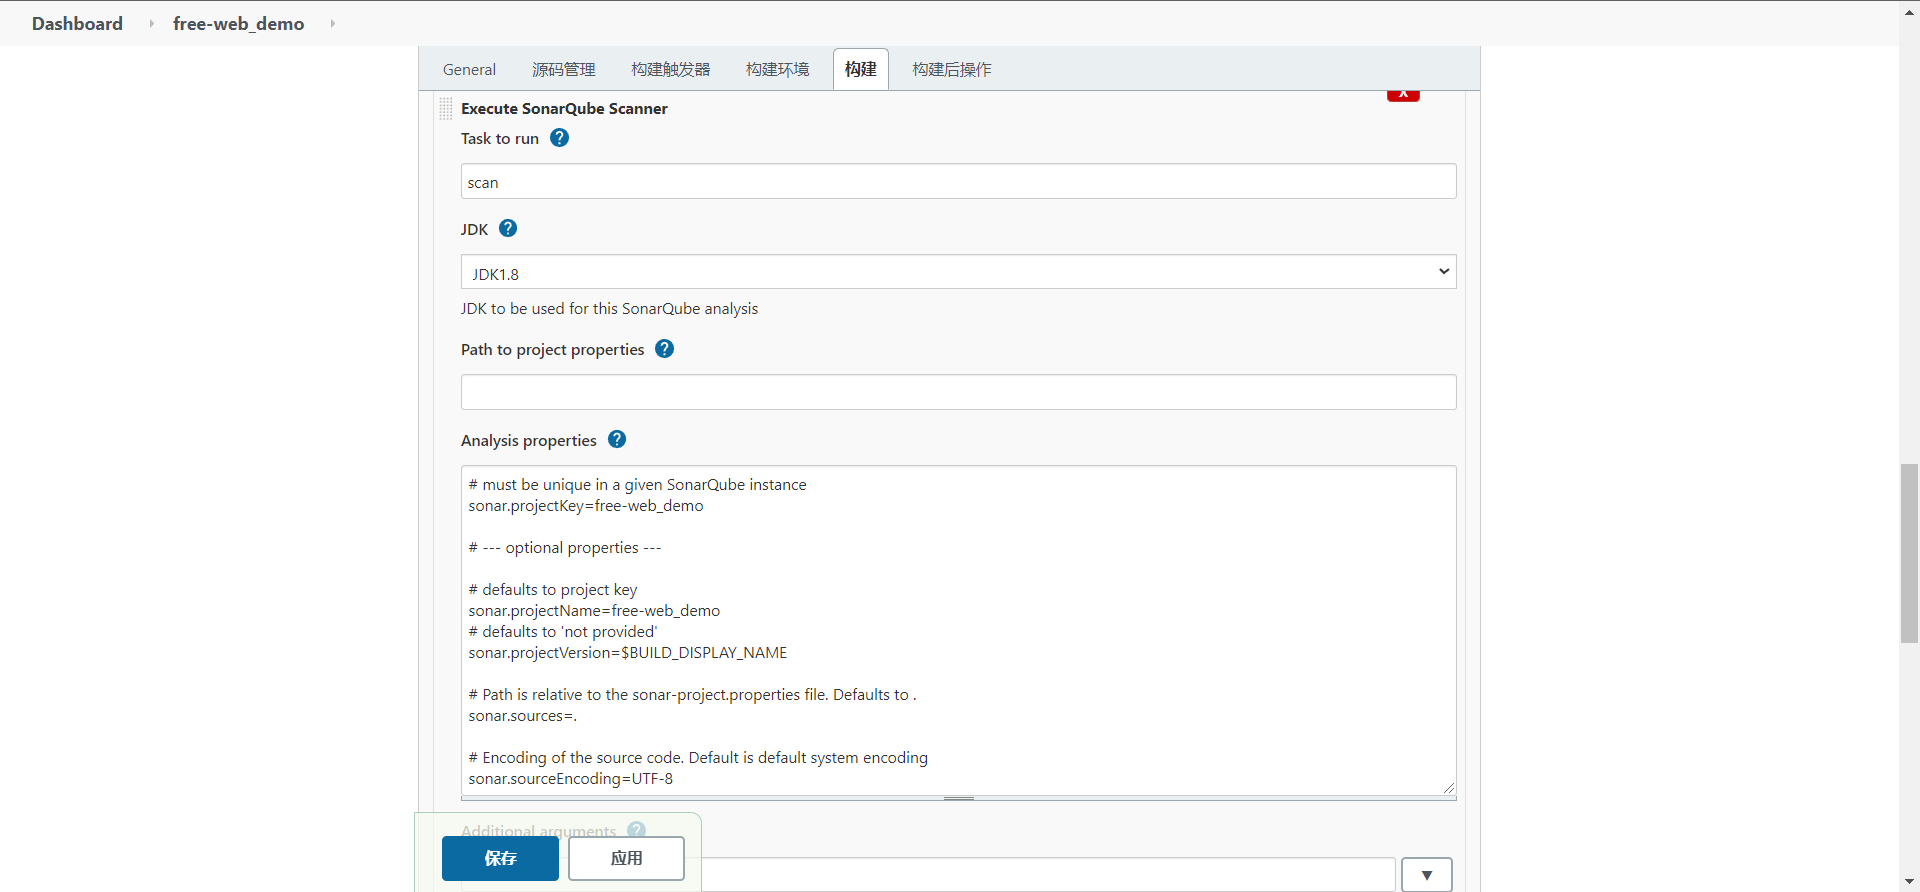 Dashboard
free-web_demo
General
源码管理
构建触发器
构建环境
构建
构建后操作
X
Execute SonarQube Scanner
Task to run ?
scan
JDK ?
JDK1.8
JDK to be used for this SonarQube analysis
Path to project properties ?
Analysis properties ?
# must be unique in a given SonarQube instance
sonar.projectKey=free-web_demo
# --- optional properties ---
# defaults to project key
sonar.projectName=free-web_demo
# defaults to 'not provided'
sonar.projectVersion=$BUILD_DISPLAY_NAME
# Path is relative to the sonar-project.properties file. Defaults to .
sonar.sources=.
# Encoding of the source code. Default is default system encoding
sonar.sourceEncoding=UTF-8
Additional arguments ?
保存
应用